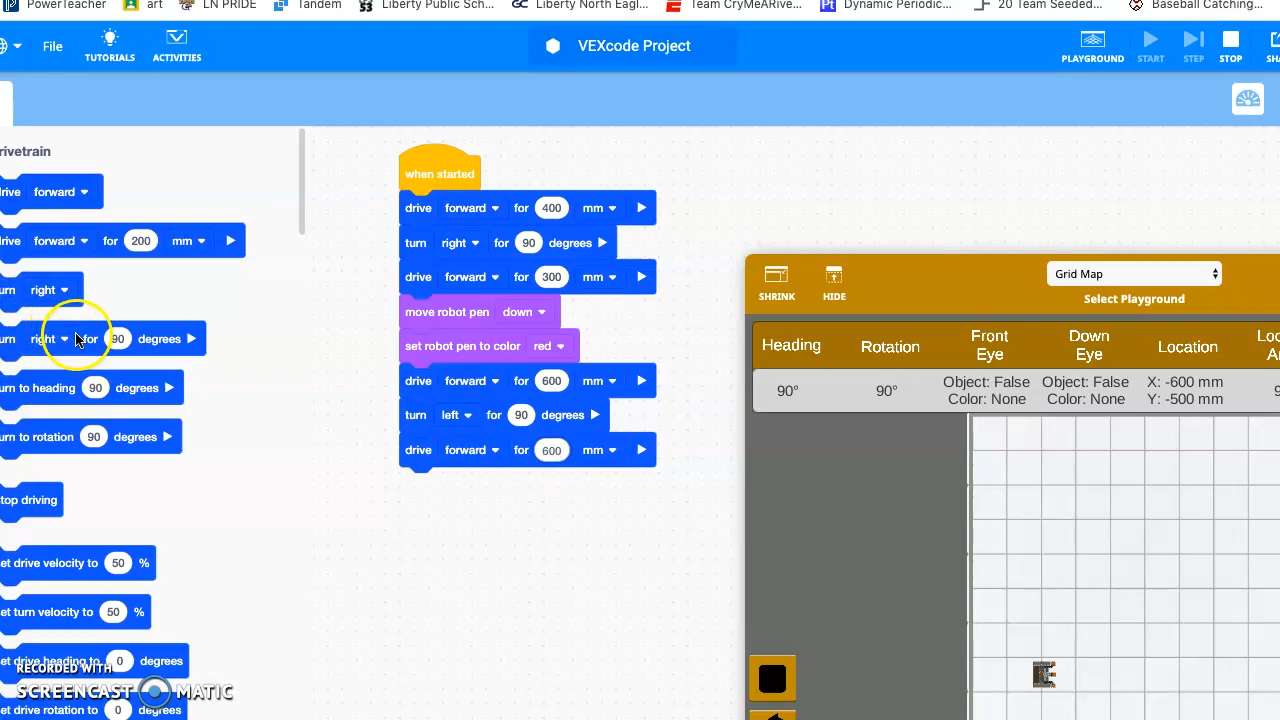 PowerTeacher art LN PRIDE Tandem Liberty Public Sch... Liberty North Eagl... Team CryMeARive... Dynamic Periodic... 20 Team Seeded... Baseball Catching...
File TUTORIALS ACTIVITIES VEXcode Project PLAYGROUND START STEP STOP SHA
rivetrain
rive forward
rive forward for 200 mm
urn right
urn right for 90 degrees
urn to heading 90 degrees
urn to rotation 90 degrees
top driving
et drive velocity to 50 %
et turn velocity to 50 %
et drive heading to 0 degrees
et drive rotation to 0 degrees
RECORDED WITH
SCREENCAST MATIC
when started
drive forward for 400 mm
turn right for 90 degrees
drive forward for 300 mm
move robot pen down
set robot pen to color red
drive forward for 600 mm
turn left for 90 degrees
drive forward for 600 mm
SHRINK HIDE
Grid Map
Select Playground
Heading Rotation Front Eye Down Eye Location Loc
90° 90° Object: False Object: False X: -600 mm
Color: None Color: None Y: -500 mm